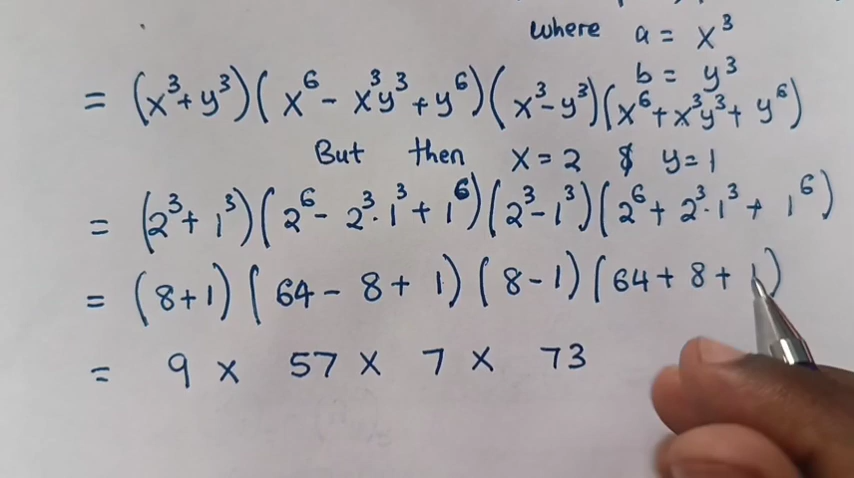 where a = x³
b = y³
= (x³+y³)(x⁶ - x³y³ + y⁶)(x³-y³)(x⁶+x³y³+ y⁶)
But then x=2 $ y=1
= (2³+ 1³)(2⁶- 2³·1³ + 1⁶)(2³-1³)(2⁶ + 2³·1³ + 1⁶)
= (8+1)(64 - 8 + 1)(8-1)(64 + 8 + 1)
= 9 x 57 x 7 x 73